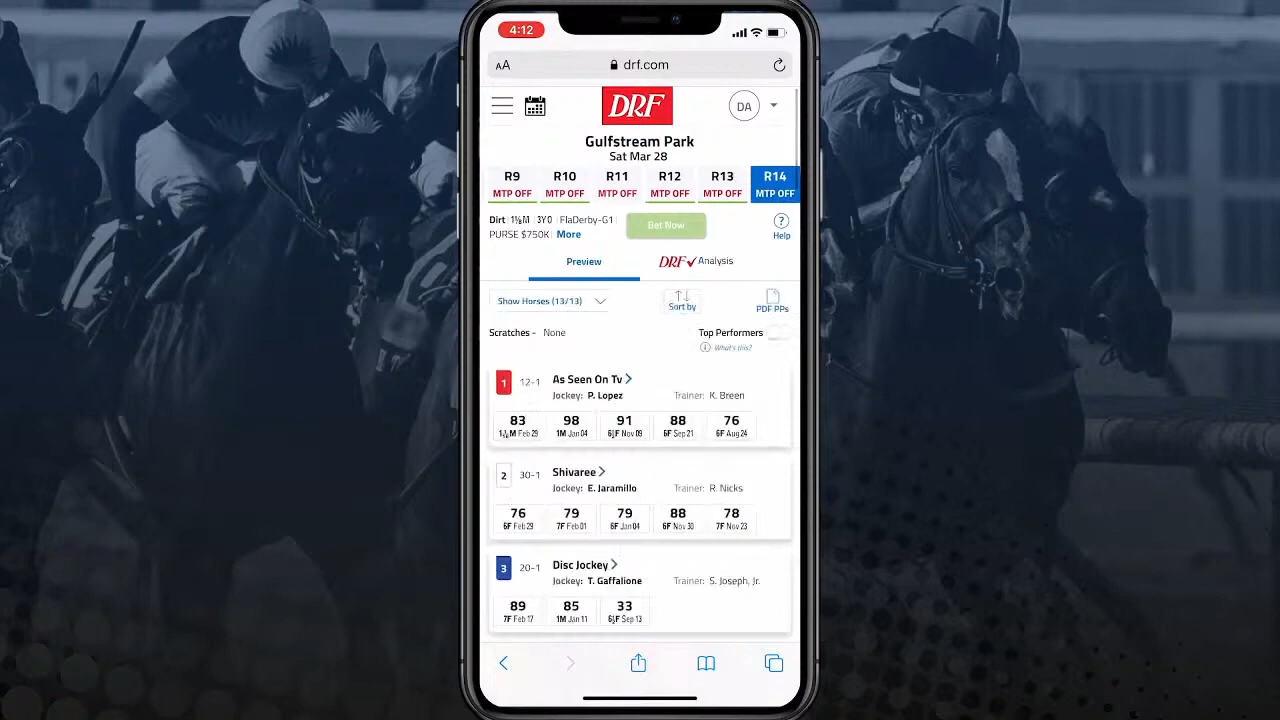 4:12
AA drf.com
DRF
DA
Gulfstream Park
Sat Mar 28
R9 R10 R11 R12 R13 R14
MTP OFF MTP OFF MTP OFF MTP OFF MTP OFF MTP OFF
Dirt | 1⅛M | 3YO | FlaDerby-G1 |
PURSE $750K | More
Bet Now
? Help
Preview DRF Analysis
Show Horses (13/13) Sort by PDF PPs
Scratches - None Top Performers
What's this?
1 12-1 As Seen On Tv
Jockey: P. Lopez Trainer: K. Breen
83 98 91 88 76
1 1/16 M Feb 29 1M Jan 04 6½F Nov 09 6F Sep 21 6F Aug 24
2 30-1 Shivaree
Jockey: E. Jaramillo Trainer: R. Nicks
76 79 79 88 78
6F Feb 29 7F Feb 01 6F Jan 04 6F Nov 30 7F Nov 23
3 20-1 Disc Jockey
Jockey: T. Gaffalione Trainer: S. Joseph, Jr.
89 85 33
7F Feb 17 1M Jan 11 6½F Sep 13